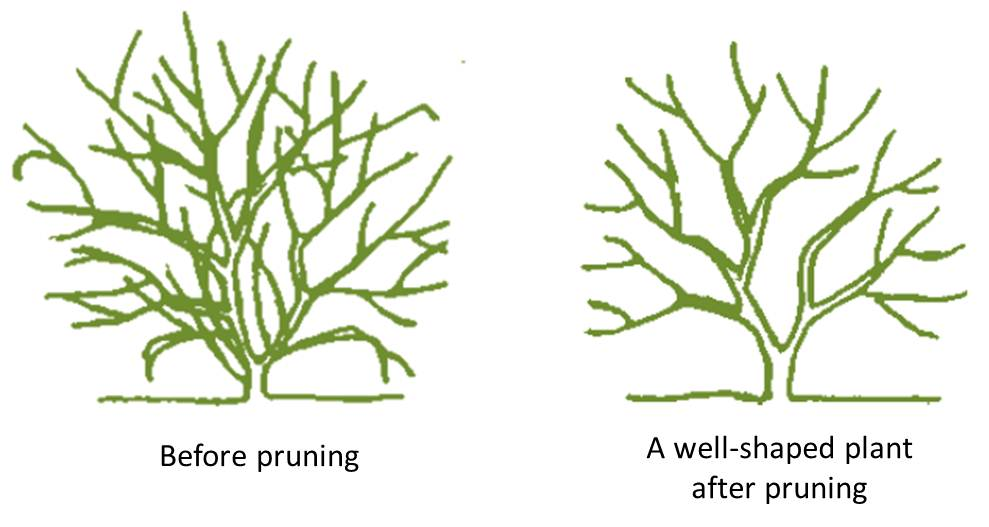 Before pruning
A well-shaped plant
after pruning